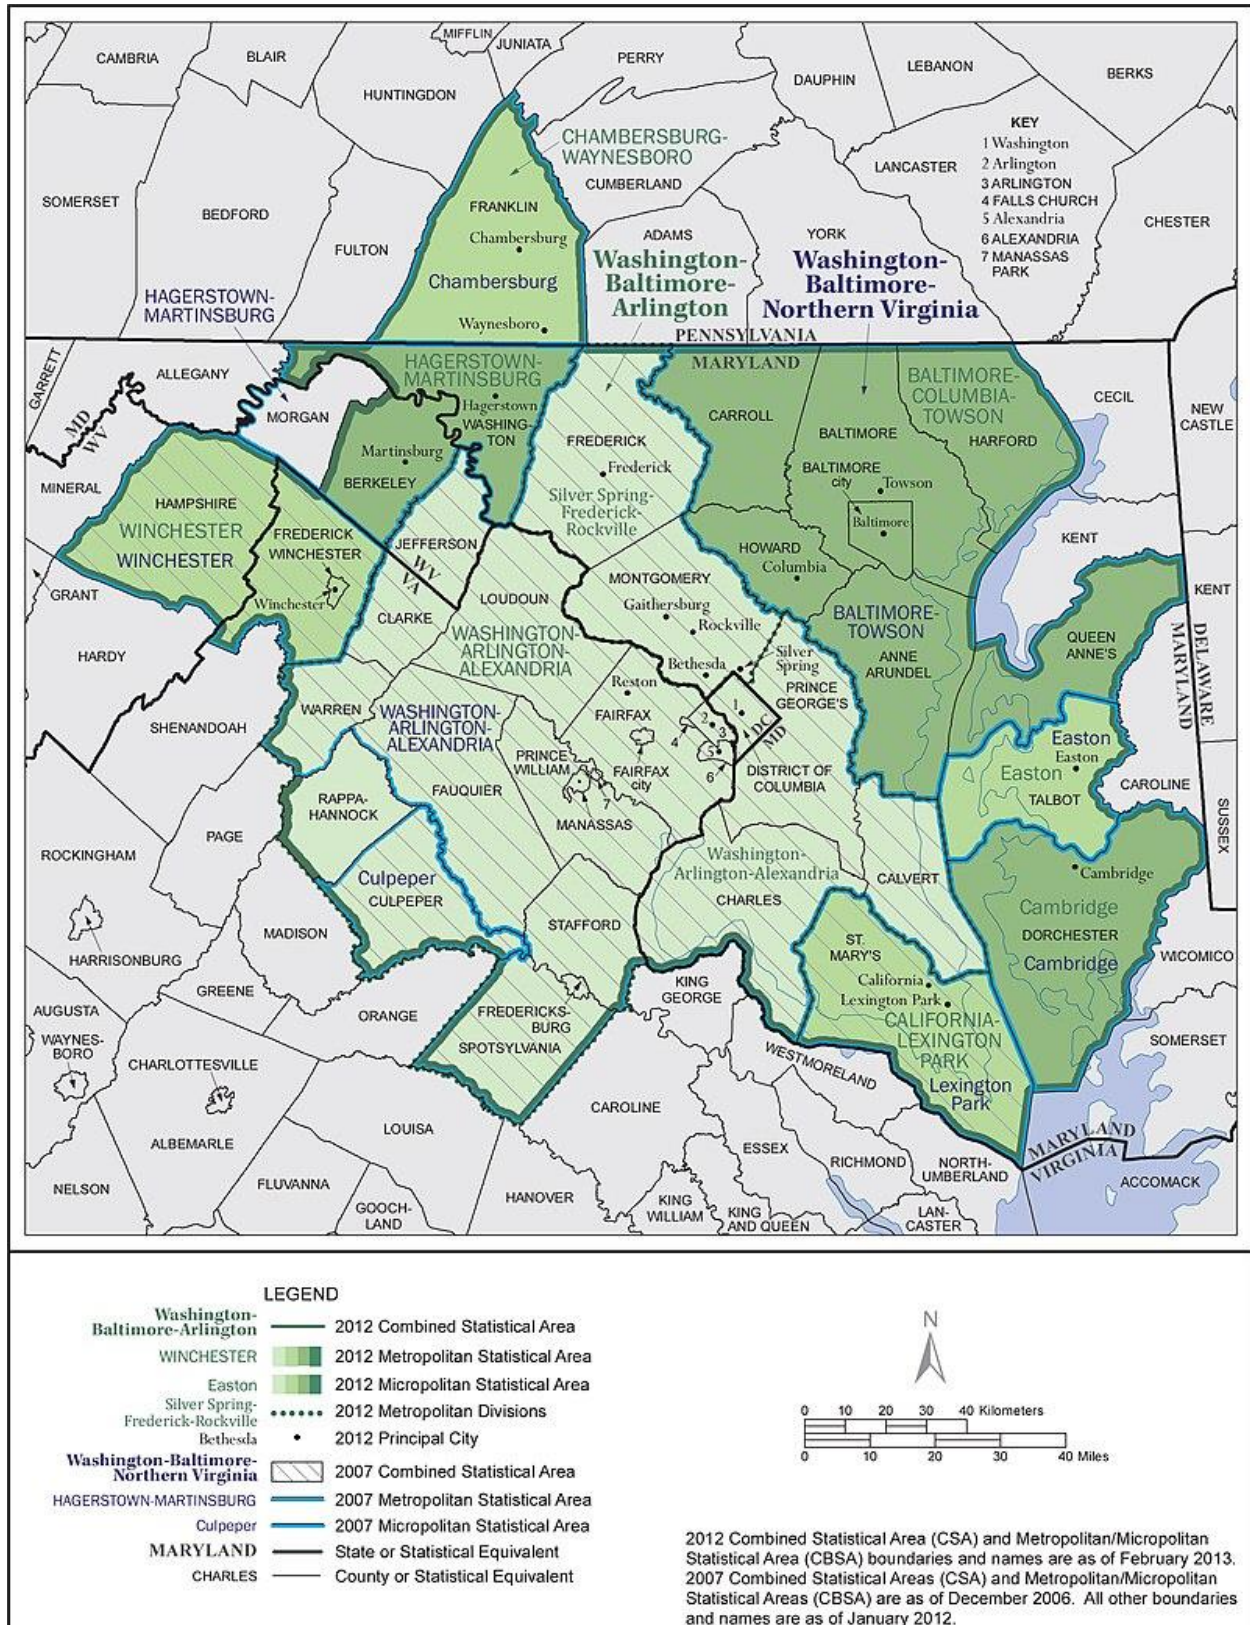 CAMBRIA
BLAIR
MIFFLIN
JUNIATA
PERRY
DAUPHIN
LEBANON
BERKS
HUNTINGDON
KEY
1 Washington
2 Arlington
3 ARLINGTON
4 FALLS CHURCH
5 Alexandria
6 ALEXANDRIA
7 MANASSAS
PARK
CHAMBERSBURG-
WAYNESBORO
CUMBERLAND
LANCASTER
CHESTER
SOMERSET
BEDFORD
FULTON
FRANKLIN
Chambersburg
Chambersburg
Waynesboro
ADAMS
YORK
Washington-
Baltimore-
Arlington
Washington-
Baltimore-
Northern Virginia
HAGERSTOWN-
MARTINSBURG
PENNSYLVANIA
MARYLAND
GARRETT
ALLEGANY
MD
WV
MORGAN
HAGERSTOWN-
MARTINSBURG
Hagerstown
WASHING-
TON
Martinsburg
BERKELEY
FREDERICK
Frederick
Silver Spring-
Frederick-
Rockville
CARROLL
BALTIMORE
BALTIMORE-
COLUMBIA-
TOWSON
HARFORD
CECIL
NEW
CASTLE
BALTIMORE
city
Towson
Baltimore
MINERAL
HAMPSHIRE
WINCHESTER
WINCHESTER
FREDERICK
WINCHESTER
Winchester
JEFFERSON
WV
VA
HOWARD
Columbia
KENT
KENT
GRANT
HARDY
CLARKE
LOUDOUN
MONTGOMERY
Gaithersburg
Rockville
BALTIMORE-
TOWSON
ANNE
ARUNDEL
QUEEN
ANNE'S
DELAWARE
MARYLAND
WASHINGTON-
ARLINGTON-
ALEXANDRIA
Bethesda
Silver
Spring
PRINCE
GEORGE'S
Reston
FAIRFAX
1
2
3
4
5
6
7
DC
MD
SHENANDOAH
WARREN
WASHINGTON-
ARLINGTON-
ALEXANDRIA
PRINCE
WILLIAM
FAIRFAX
city
DISTRICT OF
COLUMBIA
MANASSAS
FAUQUIER
Easton
Easton
Easton
TALBOT
CAROLINE
SUSSEX
RAPPA-
HANNOCK
PAGE
ROCKINGHAM
Culpeper
CULPEPER
Washington-
Arlington-Alexandria
CHARLES
CALVERT
Cambridge
Cambridge
DORCHESTER
Cambridge
WICOMICO
STAFFORD
MADISON
HARRISONBURG
GREENE
ORANGE
FREDERICKS-
BURG
SPOTSYLVANIA
KING
GEORGE
ST.
MARY'S
California
Lexington Park
CALIFORNIA-
LEXINGTON
PARK
Lexington
Park
SOMERSET
AUGUSTA
WAYNES-
BORO
CHARLOTTESVILLE
ALBEMARLE
LOUISA
CAROLINE
WESTMORELAND
ESSEX
RICHMOND
NORTH-
UMBERLAND
MARYLAND
VIRGINIA
ACCOMACK
NELSON
FLUVANNA
GOOCH-
LAND
HANOVER
KING
WILLIAM
KING
AND QUEEN
LAN-
CASTER
LEGEND
Washington-
Baltimore-Arlington
2012 Combined Statistical Area
WINCHESTER
2012 Metropolitan Statistical Area
Easton
2012 Micropolitan Statistical Area
Silver Spring-
Frederick-Rockville
2012 Metropolitan Divisions
Bethesda
2012 Principal City
Washington-Baltimore-
Northern Virginia
2007 Combined Statistical Area
HAGERSTOWN-MARTINSBURG
2007 Metropolitan Statistical Area
Culpeper
2007 Micropolitan Statistical Area
MARYLAND
State or Statistical Equivalent
CHARLES
County or Statistical Equivalent
N
0 10 20 30 40 Kilometers
0 10 20 30 40 Miles
2012 Combined Statistical Area (CSA) and Metropolitan/Micropolitan
Statistical Area (CBSA) boundaries and names are as of February 2013.
2007 Combined Statistical Areas (CSA) and Metropolitan/Micropolitan
Statistical Areas (CBSA) are as of December 2006. All other boundaries
and names are as of January 2012.